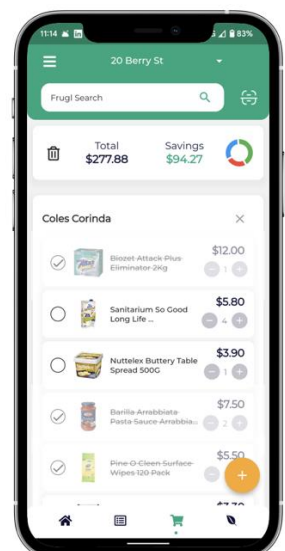 11:14
83%
20 Berry St
Frugl Search
Total
Savings
$277.88
$94.27
Coles Corinda
$12.00
Biozet Attack Plus
Eliminator 2Kg
1
$5.80
Sanitarium So Good
Long Life ...
4
$3.90
Nuttelex Buttery Table
Spread 500G
1
$7.50
Barilla Arrabbiata
Pasta Sauce Arrabbia...
2
$5.50
Pine O Cleen Surface
Wipes 120 Pack